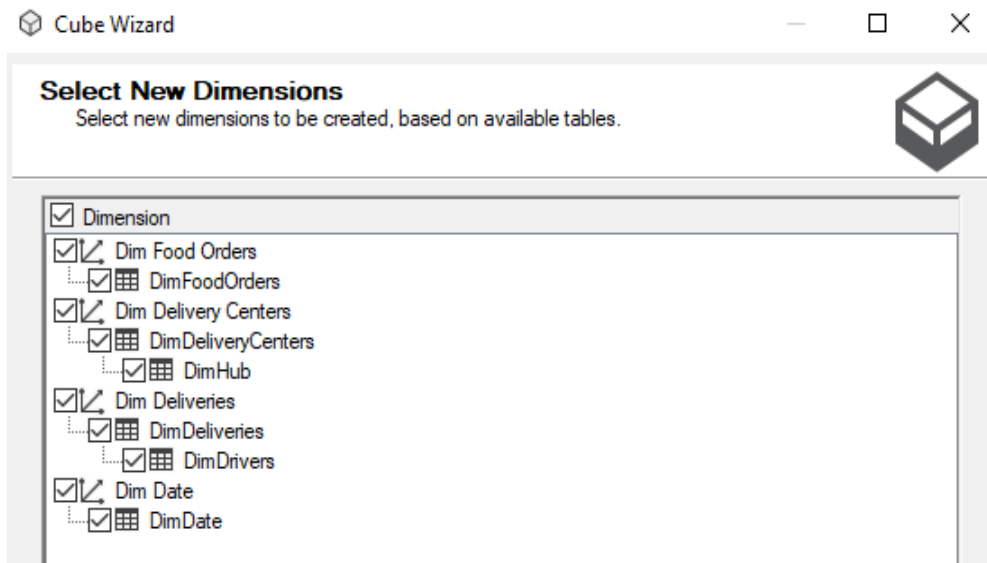 Cube Wizard
Select New Dimensions
Select new dimensions to be created, based on available tables.
Dimension
Dim Food Orders
DimFoodOrders
Dim Delivery Centers
DimDeliveryCenters
DimHub
Dim Deliveries
DimDeliveries
DimDrivers
Dim Date
DimDate